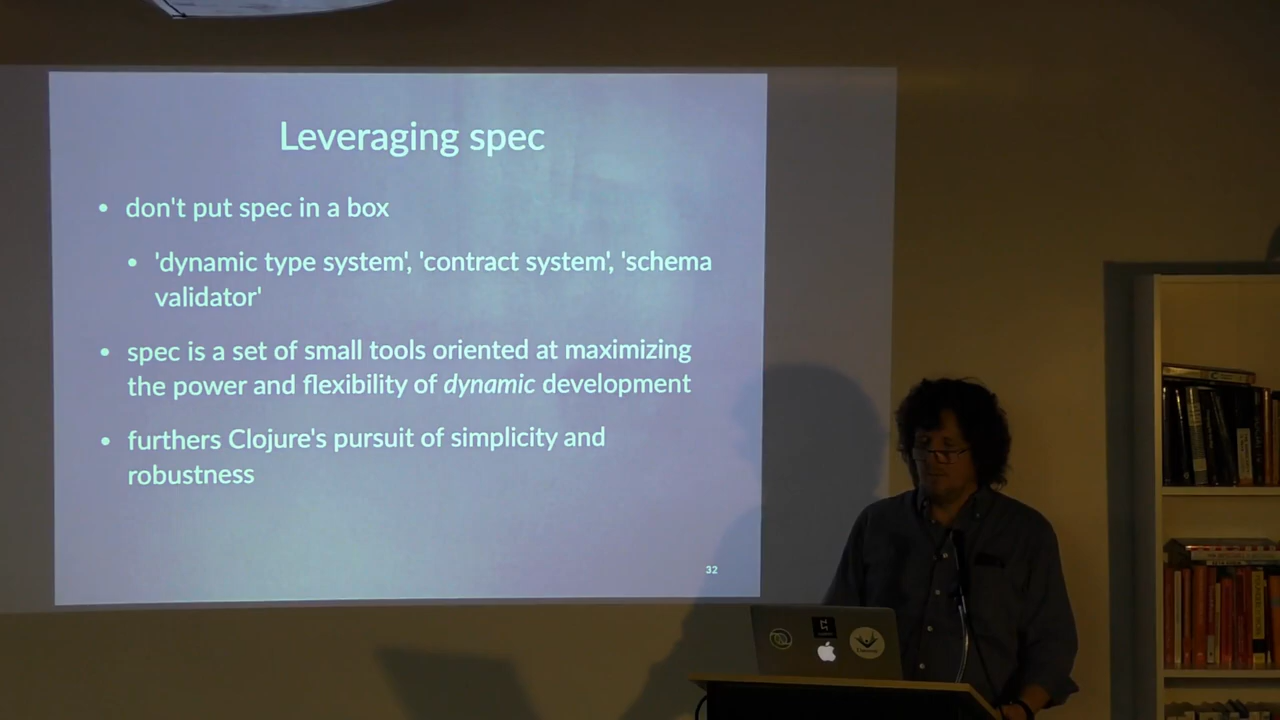 Leveraging spec
• don't put spec in a box
• 'dynamic type system', 'contract system', 'schema
validator'
• spec is a set of small tools oriented at maximizing
the power and flexibility of dynamic development
• furthers Clojure's pursuit of simplicity and
robustness
32